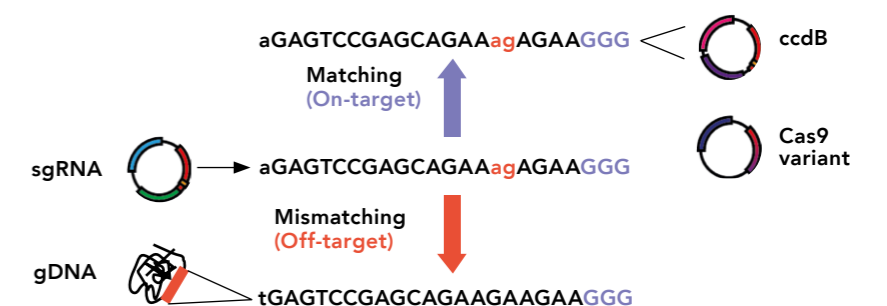 aGAGTCCGAGCAGAAagAGAAGGG
ccdB
Matching
(On-target)
Cas9
variant
sgRNA
aGAGTCCGAGCAGAAagAGAAGGG
Mismatching
(Off-target)
gDNA
tGAGTCCGAGCAGAAGAAGAAGGG